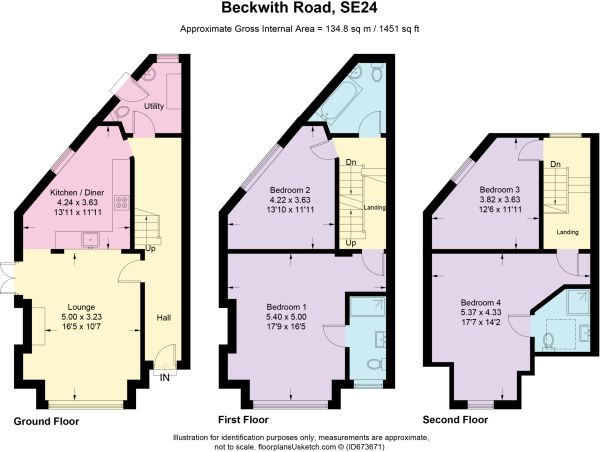 Beckwith Road, SE24
Approximate Gross Internal Area = 134.8 sq m / 1451 sq ft
Utility
Kitchen / Diner
4.24 x 3.63
13'11 x 11'11
Up
Lounge
5.00 x 3.23
16'5 x 10'7
Hall
IN
Ground Floor
Dn
Bedroom 2
4.22 x 3.63
13'10 x 11'11
Landing
Up
Bedroom 1
5.40 x 5.00
17'9 x 16'5
First Floor
Dn
Bedroom 3
3.82 x 3.63
12'6 x 11'11
Landing
Bedroom 4
5.37 x 4.33
17'7 x 14'2
Second Floor
Illustration for identification purposes only, measurements are approximate,
not to scale. floorplansUsketch.com © (ID673671)